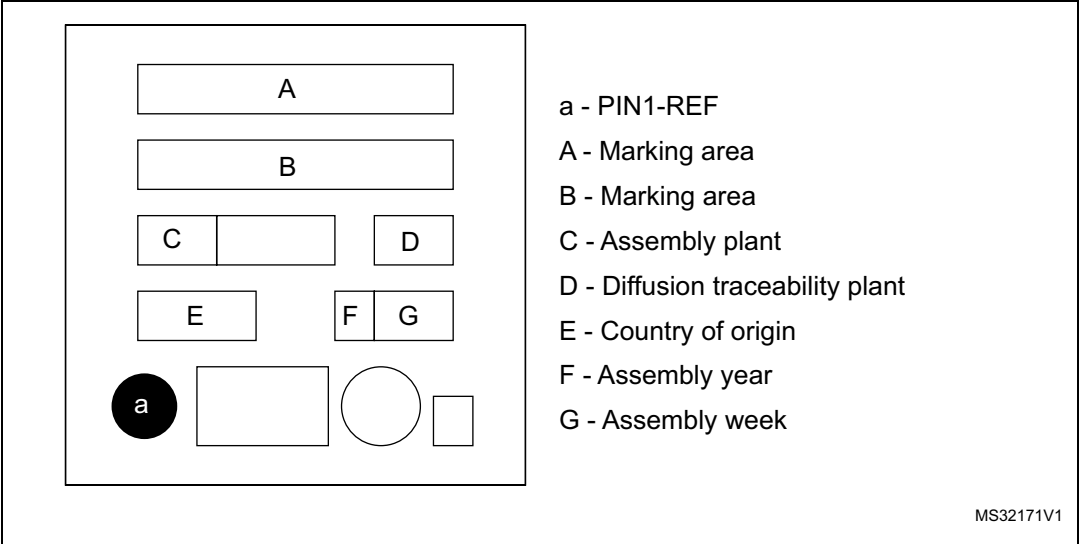 A
B
C
D
E
F
G
a
a - PIN1-REF
A - Marking area
B - Marking area
C - Assembly plant
D - Diffusion traceability plant
E - Country of origin
F - Assembly year
G - Assembly week
MS32171V1